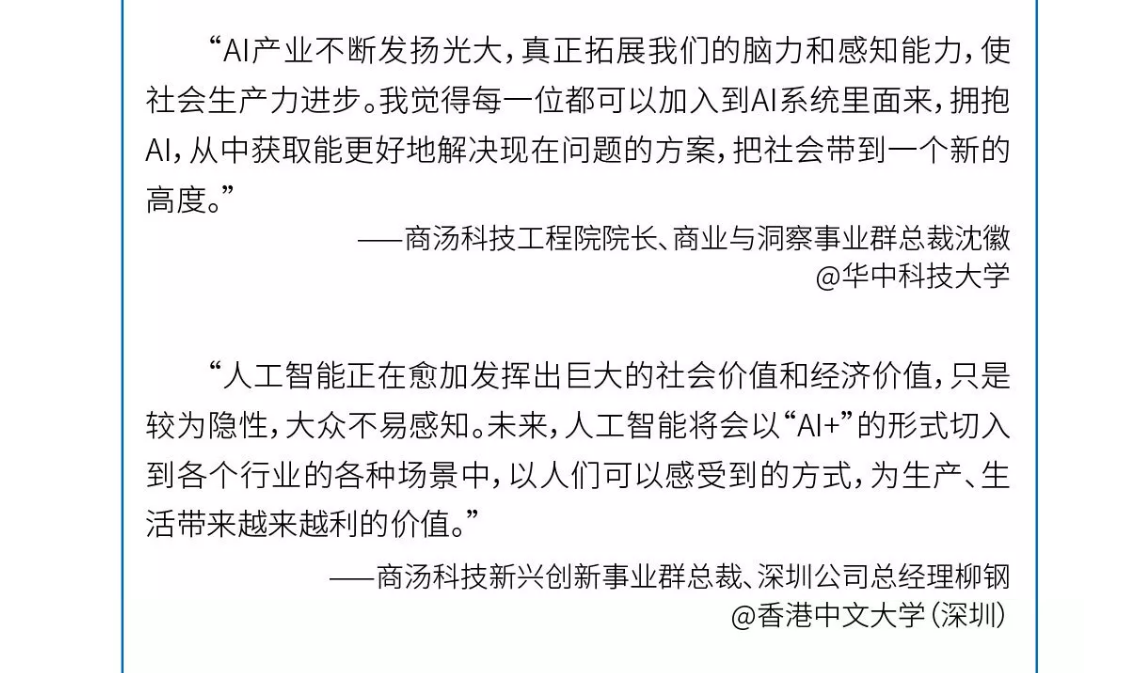 “AI产业不断发扬光大，真正拓展我们的脑力和感知能力，使
社会生产力进步。我觉得每一位都可以加入到AI系统里面来，拥抱
AI，从中获取能更好地解决现在问题的方案，把社会带到一个新的
高度。”
——商汤科技工程院院长、商业与洞察事业群总裁沈徽
@华中科技大学
“人工智能正在愈加发挥出巨大的社会价值和经济价值，只是
较为隐性，大众不易感知。未来，人工智能将会以“AI+”的形式切入
到各个行业的各种场景中，以人们可以感受到的方式，为生产、生
活带来越来越利的价值。”
——商汤科技新兴创新事业群总裁、深圳公司总经理柳钢
@香港中文大学（深圳）